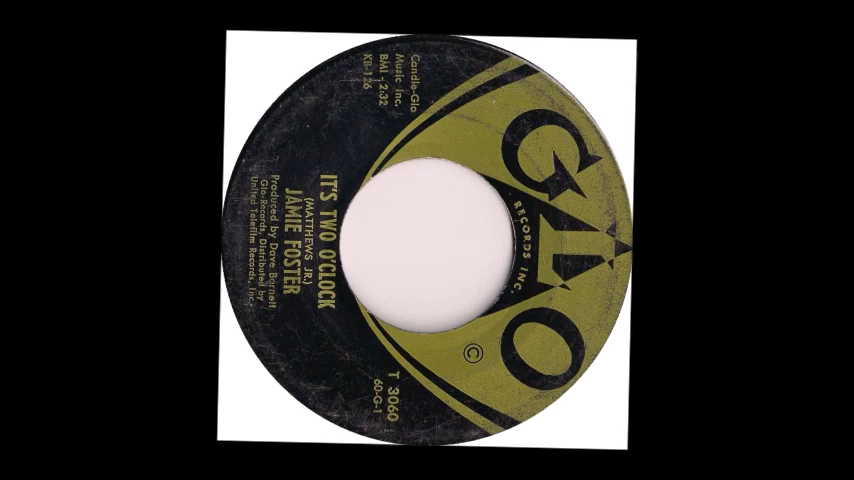 GLO
RECORDS INC.
©
Candle-Glo
Music Inc.
BMI - 2:32
KB-126
T 3060
60-G-1
IT'S TWO O'CLOCK
(MATTHEWS JR.)
JAMIE FOSTER
Produced by Dave Barnett
Glo-Records, Distributed by
United Telefilm Records, Inc.